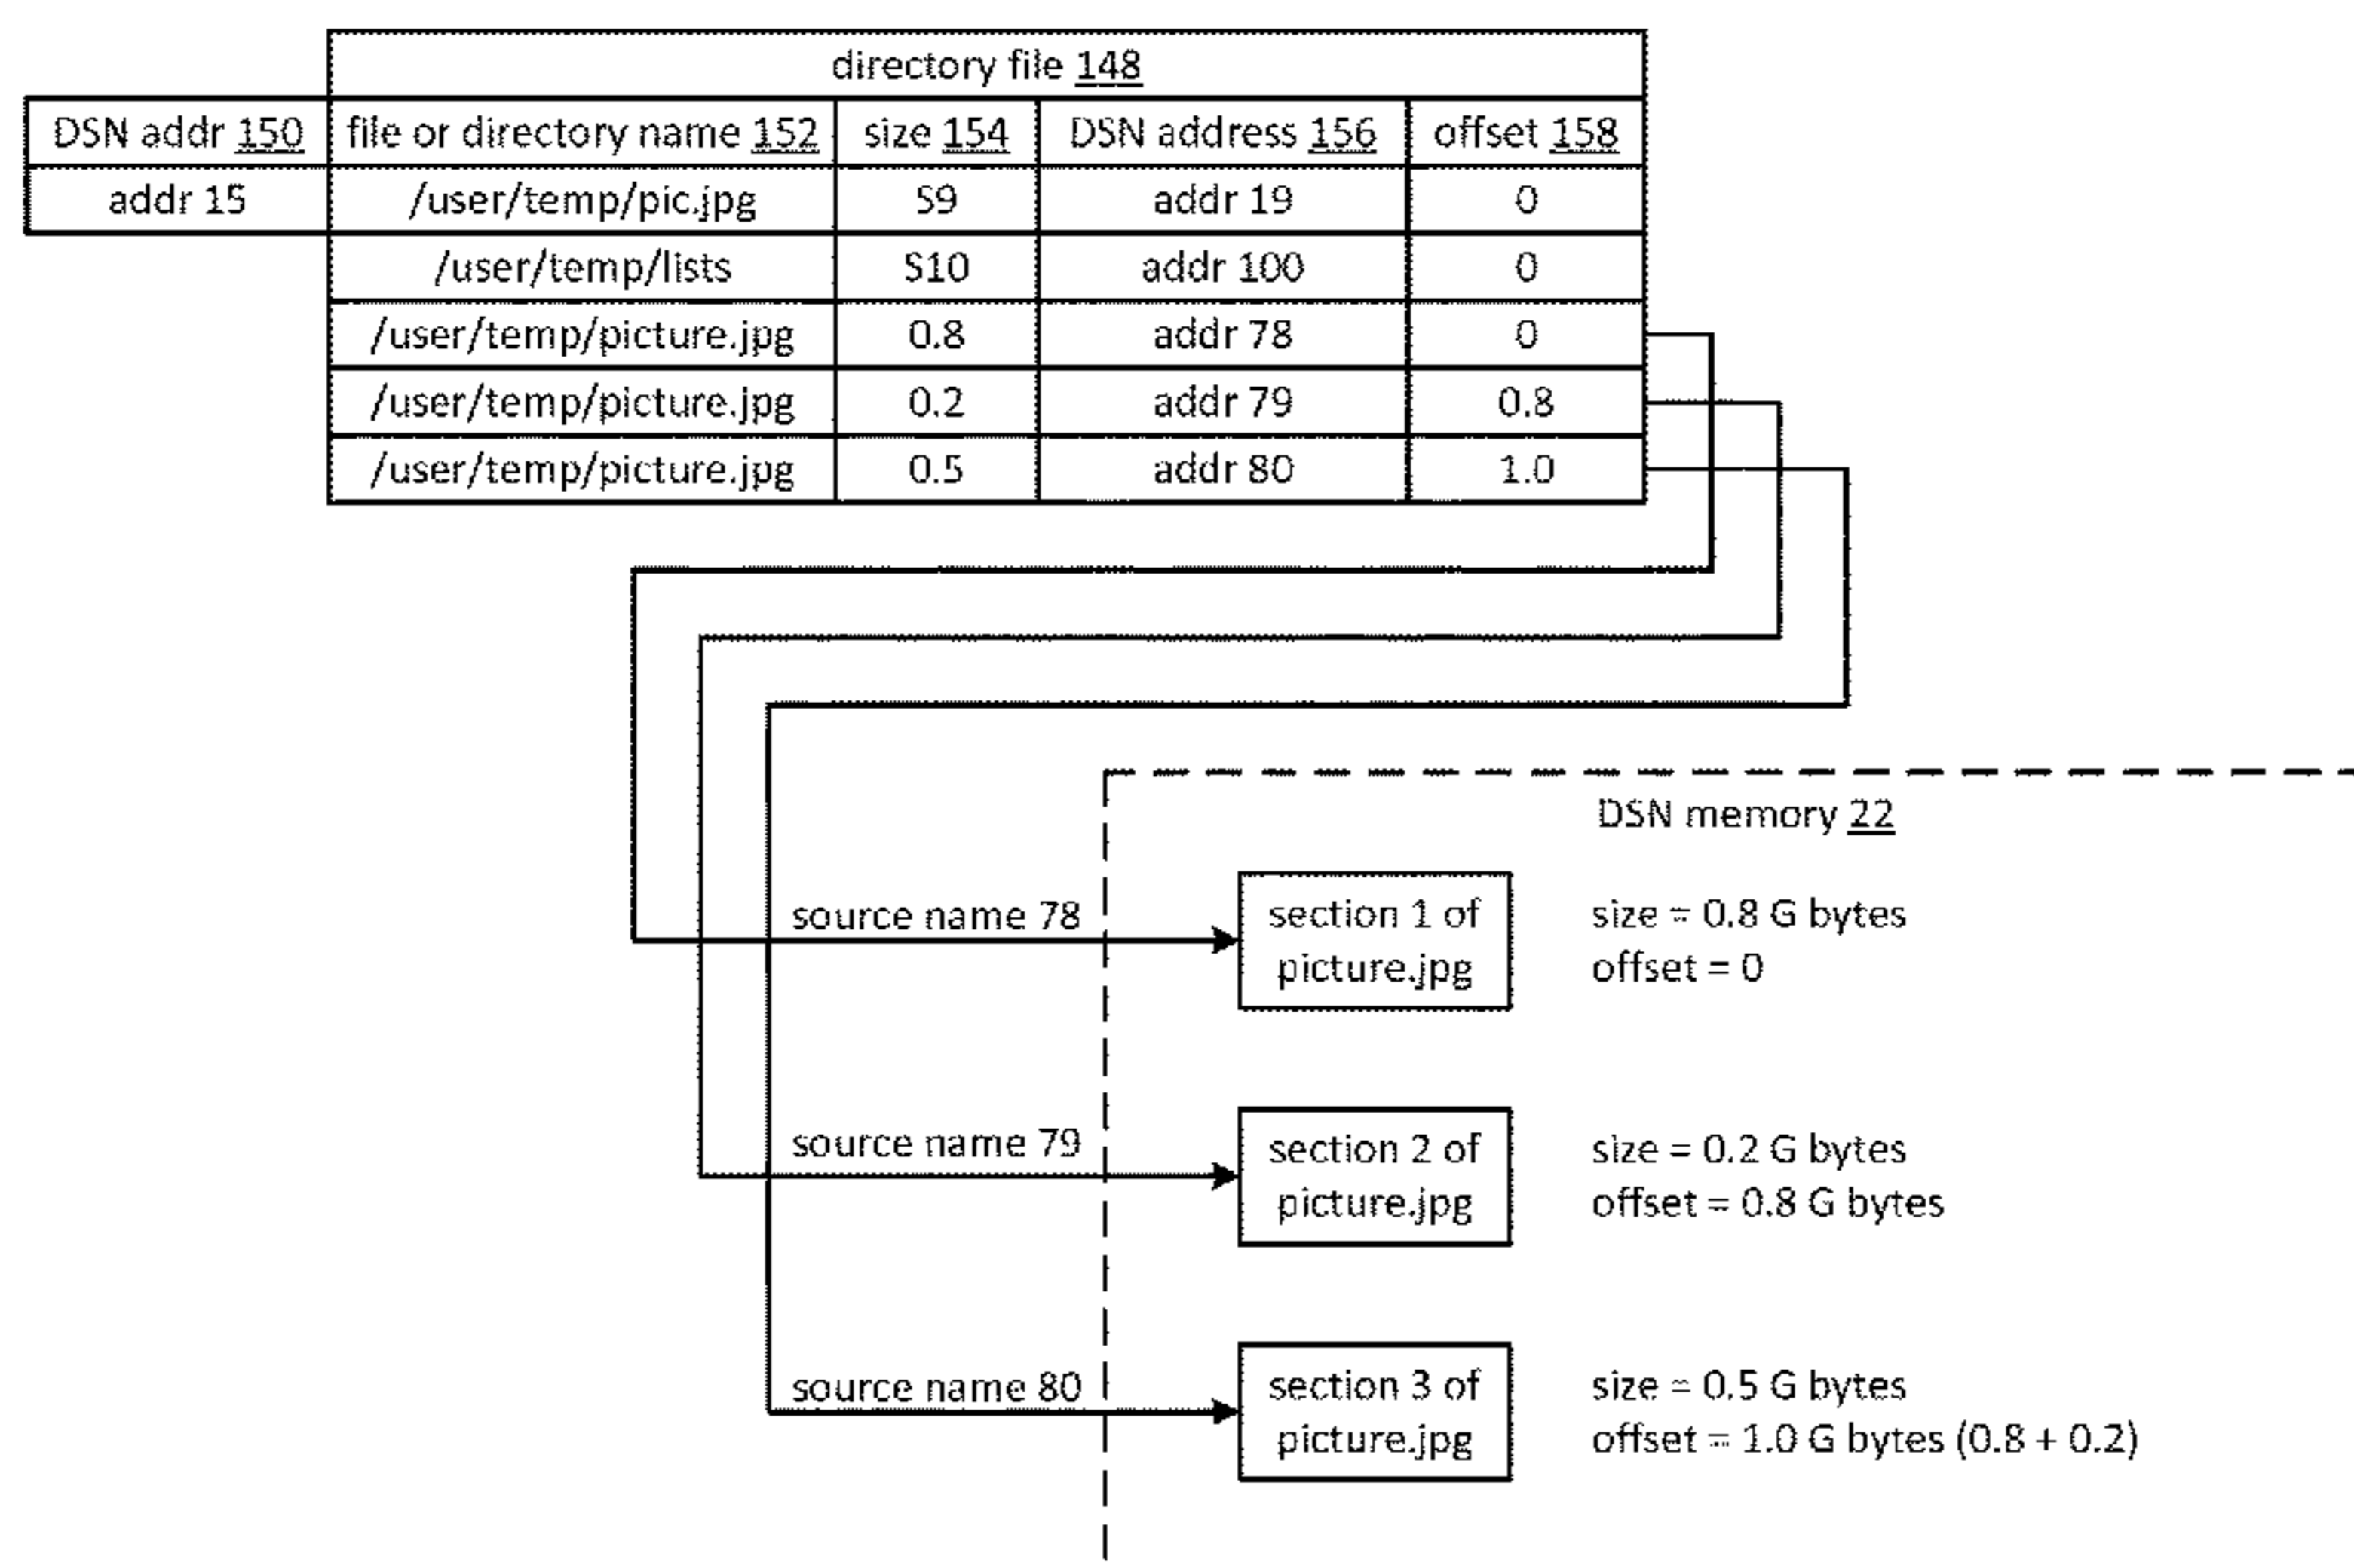 directory file 148
DSN addr 150 file or directory name 152 size 154 DSN address 156 offset 158
addr 15 /user/temp/pic.jpg S9 addr 19 0
/user/temp/lists S10 addr 100 0
/user/temp/picture.jpg 0.8 addr 78 0
/user/temp/picture.jpg 0.2 addr 79 0.8
/user/temp/picture.jpg 0.5 addr 80 1.0
DSN memory 22
source name 78
section 1 of
picture.jpg
size = 0.8 G bytes
offset = 0
source name 79
section 2 of
picture.jpg
size = 0.2 G bytes
offset = 0.8 G bytes
source name 80
section 3 of
picture.jpg
size = 0.5 G bytes
offset = 1.0 G bytes (0.8 + 0.2)